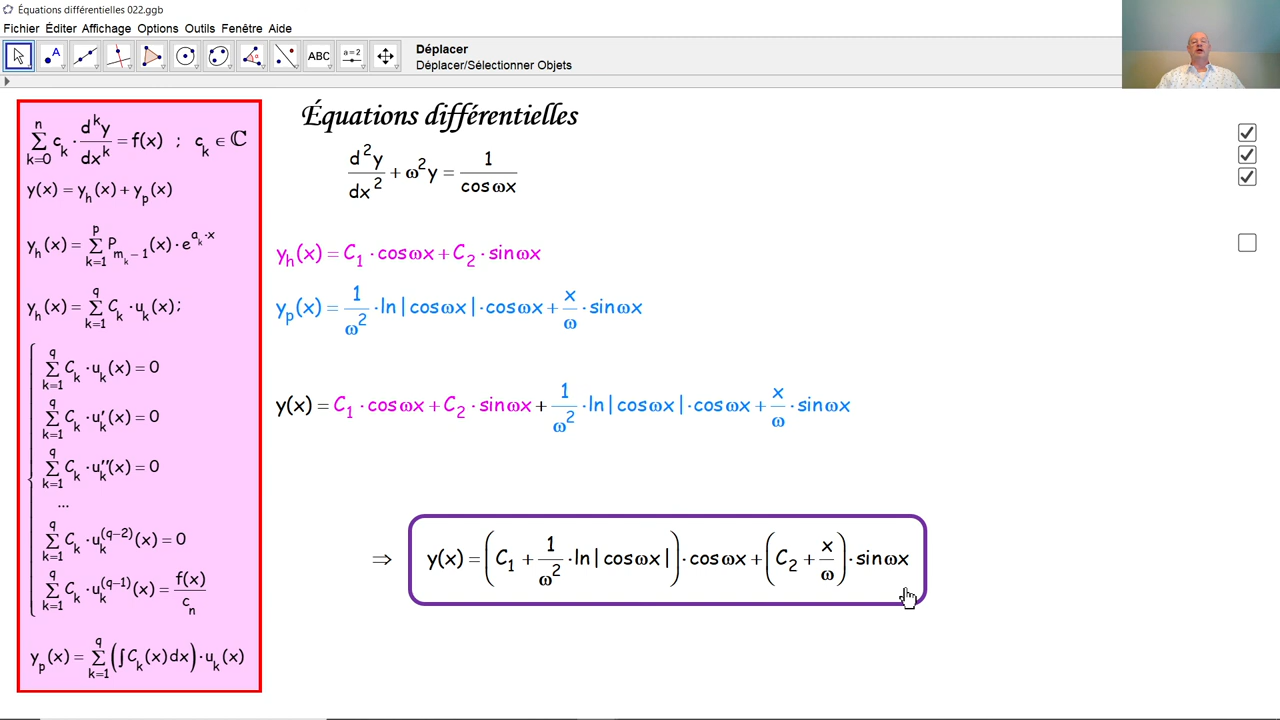 Équations différentielles 022.ggb
Fichier Éditer Affichage Options Outils Fenêtre Aide
A ABC a=2 Déplacer
Déplacer/Sélectionner Objets
Équations différentielles
d²y/dx² + ω²y = 1/cos ωx
y_h(x) = C₁ · cos ωx + C₂ · sin ωx
y_p(x) = 1/ω² · ln | cos ωx | · cos ωx + x/ω · sin ωx
y(x) = C₁ · cos ωx + C₂ · sin ωx + 1/ω² · ln | cos ωx | · cos ωx + x/ω · sin ωx
⇒ y(x) = (C₁ + 1/ω² · ln | cos ωx |) · cos ωx + (C₂ + x/ω) · sin ωx
∑_{k=0}^{n} c_k · d^k y/dx^k = f(x) ; c_k ∈ ℂ
y(x) = y_h(x) + y_p(x)
y_h(x) = ∑_{k=1}^{p} P_{m_k − 1}(x) · e^{a_k · x}
y_h(x) = ∑_{k=1}^{q} C_k · u_k(x);
∑_{k=1}^{q} C_k · u_k(x) = 0
∑_{k=1}^{q} C_k · u_k′(x) = 0
∑_{k=1}^{q} C_k · u_k″(x) = 0
...
∑_{k=1}^{q} C_k · u_k^{(q−2)}(x) = 0
∑_{k=1}^{q} C_k · u_k^{(q−1)}(x) = f(x)/c_n
y_p(x) = ∑_{k=1}^{q} (∫C_k(x)dx) · u_k(x)